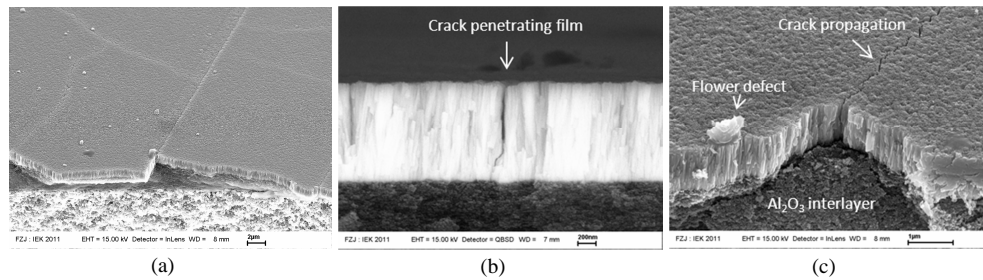 Crack penetrating film
Crack propagation
Flower defect
Al₂O₃ interlayer
FZJ : IEK 2011 EHT = 15.00 kV Detector = InLens WD = 8 mm 2µm
FZJ : IEK 2011 EHT = 15.00 kV Detector = QBSD WD = 7 mm 200nm
FZJ : IEK 2011 EHT = 15.00 kV Detector = InLens WD = 8 mm 1µm
(a) (b) (c)